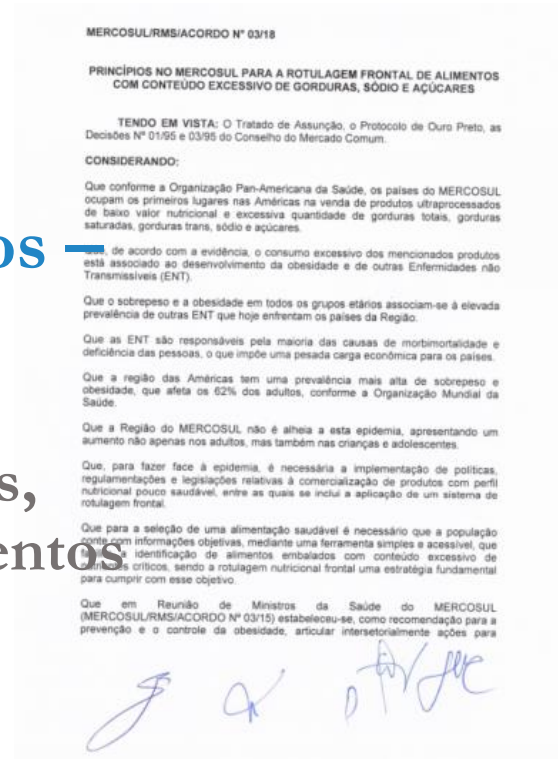 MERCOSUL/RMS/ACORDO N° 03/18
PRINCÍPIOS NO MERCOSUL PARA A ROTULAGEM FRONTAL DE ALIMENTOS
COM CONTEÚDO EXCESSIVO DE GORDURAS, SÓDIO E AÇÚCARES
TENDO EM VISTA: O Tratado de Assunção, o Protocolo de Ouro Preto, as
Decisões N° 01/95 e 03/95 do Conselho do Mercado Comum.
CONSIDERANDO:
Que conforme a Organização Pan-Americana da Saúde, os países do MERCOSUL
ocupam os primeiros lugares nas Américas na venda de produtos ultraprocessados
de baixo valor nutricional e excessiva quantidade de gorduras totais, gorduras
saturadas, gorduras trans, sódio e açúcares.
os –
de acordo com a evidência, o consumo excessivo dos mencionados produtos
está associado ao desenvolvimento da obesidade e de outras Enfermidades não
Transmissíveis (ENT).
Que o sobrepeso e a obesidade em todos os grupos etários associam-se à elevada
prevalência de outras ENT que hoje enfrentam os países da Região.
Que as ENT são responsáveis pela maioria das causas de morbimortalidade e
deficiência das pessoas, o que impõe uma pesada carga econômica para os países.
Que a região das Américas tem uma prevalência mais alta de sobrepeso e
obesidade, que afeta os 62% dos adultos, conforme a Organização Mundial da
Saúde.
Que a Região do MERCOSUL não é alheia a esta epidemia, apresentando um
aumento não apenas nos adultos, mas também nas crianças e adolescentes.
Que, para fazer face à epidemia, é necessária a implementação de políticas,
regulamentações e legislações relativas à comercialização de produtos com perfil
nutricional pouco saudável, entre as quais se inclui a aplicação de um sistema de
rotulagem frontal.
s,
Que para a seleção de uma alimentação saudável é necessário que a população
conte com informações objetivas, mediante uma ferramenta simples e acessível, que
entos
a identificação de alimentos embalados com conteúdo excessivo de
críticos, sendo a rotulagem nutricional frontal uma estratégia fundamental
para cumprir com esse objetivo.
Que em Reunião de Ministros da Saúde do MERCOSUL
(MERCOSUL/RMS/ACORDO N° 03/15) estabeleceu-se, como recomendação para a
prevenção e o controle da obesidade, articular intersetorialmente ações para